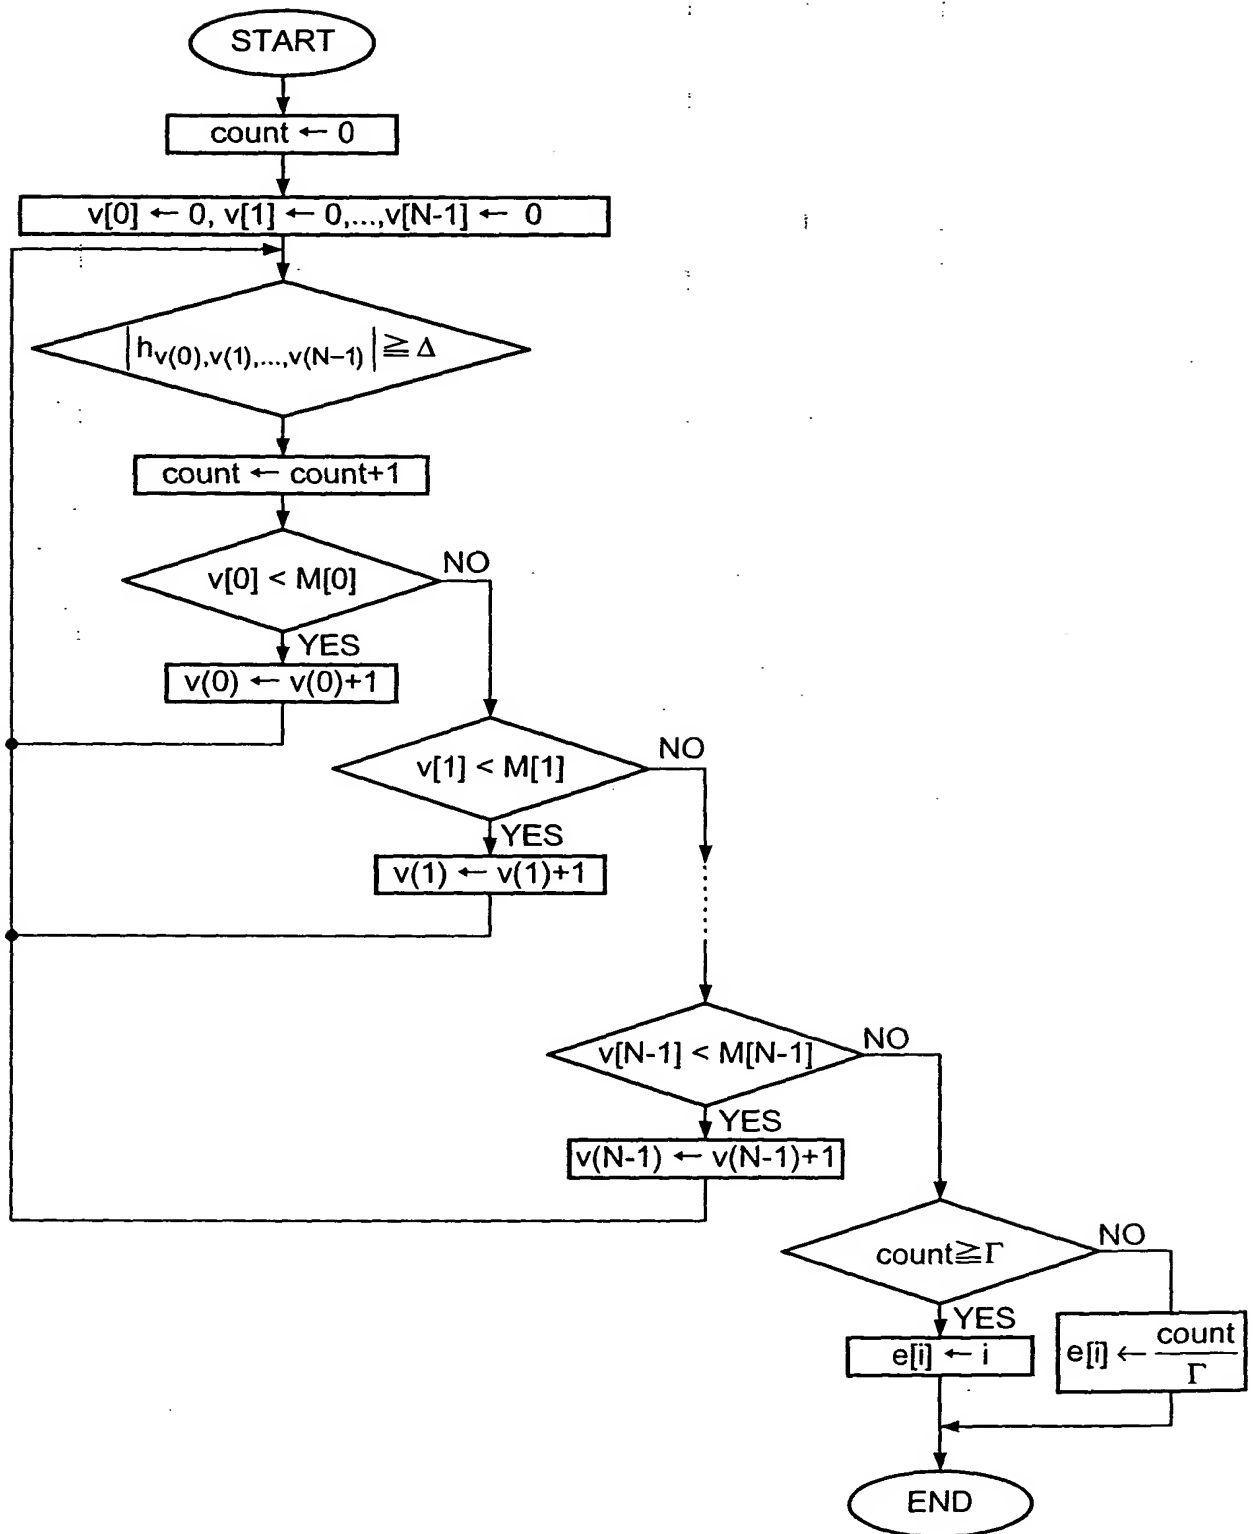 START
count ← 0
v[0] ← 0, v[1] ← 0,...,v[N-1] ← 0
|h_v(0),v(1),...,v(N−1)| ≧ Δ
count ← count+1
v[0] < M[0]
NO
YES
v(0) ← v(0)+1
v[1] < M[1]
NO
YES
v(1) ← v(1)+1
v[N-1] < M[N-1]
NO
YES
v(N-1) ← v(N-1)+1
count≧Γ
NO
YES
e[i] ← i
e[i] ← count/Γ
END